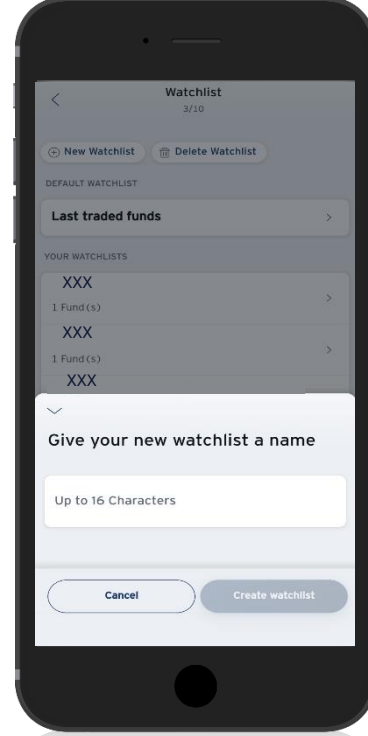 Watchlist
3/10
New Watchlist
Delete Watchlist
DEFAULT WATCHLIST
Last traded funds
YOUR WATCHLISTS
XXX
1 Fund(s)
XXX
1 Fund(s)
XXX
Give your new watchlist a name
Up to 16 Characters
Cancel
Create watchlist